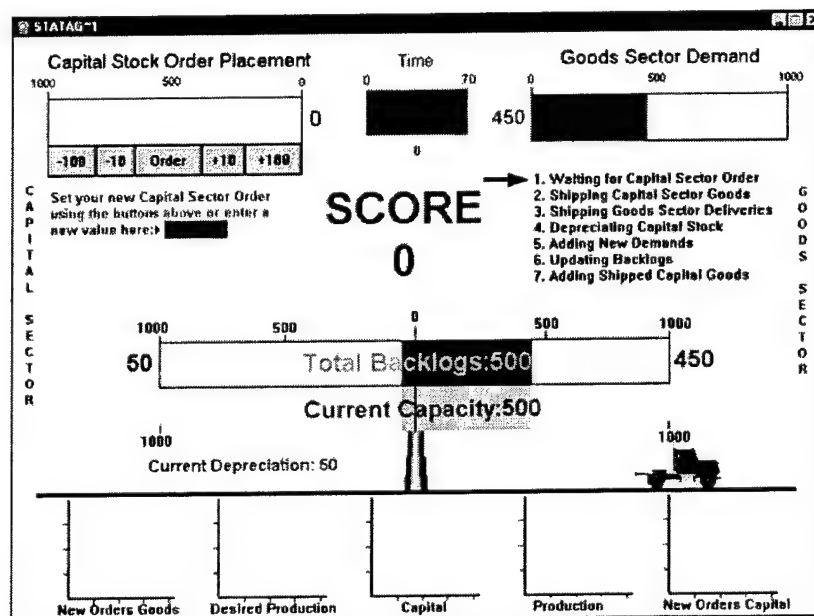 STATAG~1
Capital Stock Order Placement
Time
Goods Sector Demand
1000 500 0
0 70
0 500 1000
0
450
0
-100 -10 Order +10 +100
CAPITAL SECTOR
GOODS SECTOR
Set your new Capital Sector Order
using the buttons above or enter a
new value here:
SCORE
0
1. Waiting for Capital Sector Order
2. Shipping Capital Sector Goods
3. Shipping Goods Sector Deliveries
4. Depreciating Capital Stock
5. Adding New Demands
6. Updating Backlogs
7. Adding Shipped Capital Goods
1000 500 0 500 1000
50 Total Backlogs:500 450
Current Capacity:500
1000 1000
Current Depreciation: 50
New Orders Goods Desired Production Capital Production New Orders Capital